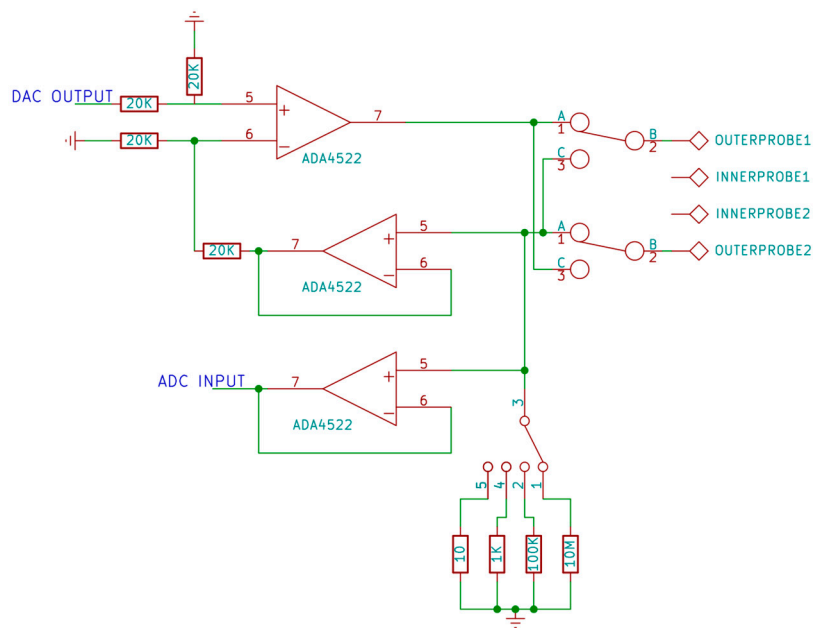 20K
DAC OUTPUT
20K
5
7
A
1
20K
6
ADA4522
B
2
OUTERPROBE1
C
3
INNERPROBE1
INNERPROBE2
20K
7
5
6
ADA4522
A
1
B
2
OUTERPROBE2
C
3
ADC INPUT
7
5
6
ADA4522
3
5
4
2
1
10
1K
100K
10M